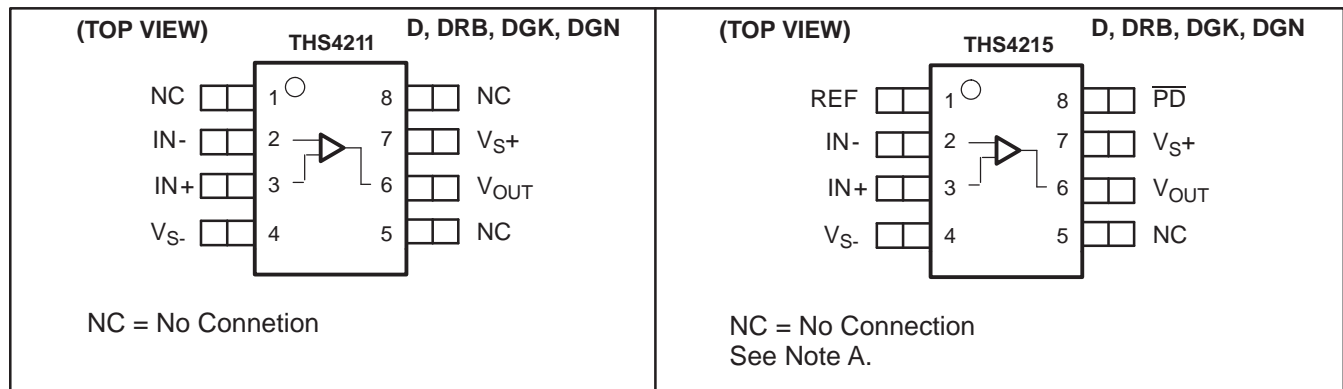 (TOP VIEW) THS4211 D, DRB, DGK, DGN
NC 1 8 NC
IN- 2 7 VS+
IN+ 3 6 VOUT
VS- 4 5 NC
NC = No Connetion
(TOP VIEW) THS4215 D, DRB, DGK, DGN
REF 1 8 PD
IN- 2 7 VS+
IN+ 3 6 VOUT
VS- 4 5 NC
NC = No Connection
See Note A.